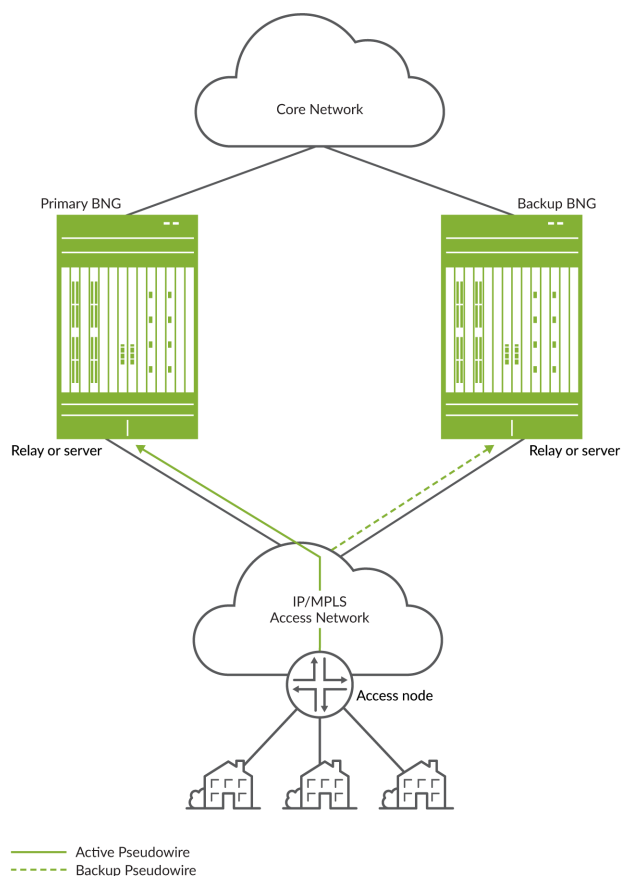 Core Network
Primary BNG
Backup BNG
Relay or server
Relay or server
IP/MPLS
Access Network
Access node
Active Pseudowire
Backup Pseudowire